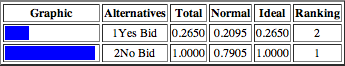 Graphic Alternatives Total Normal Ideal Ranking
1Yes Bid 0.2650 0.2095 0.2650 2
2No Bid 1.0000 0.7905 1.0000 1